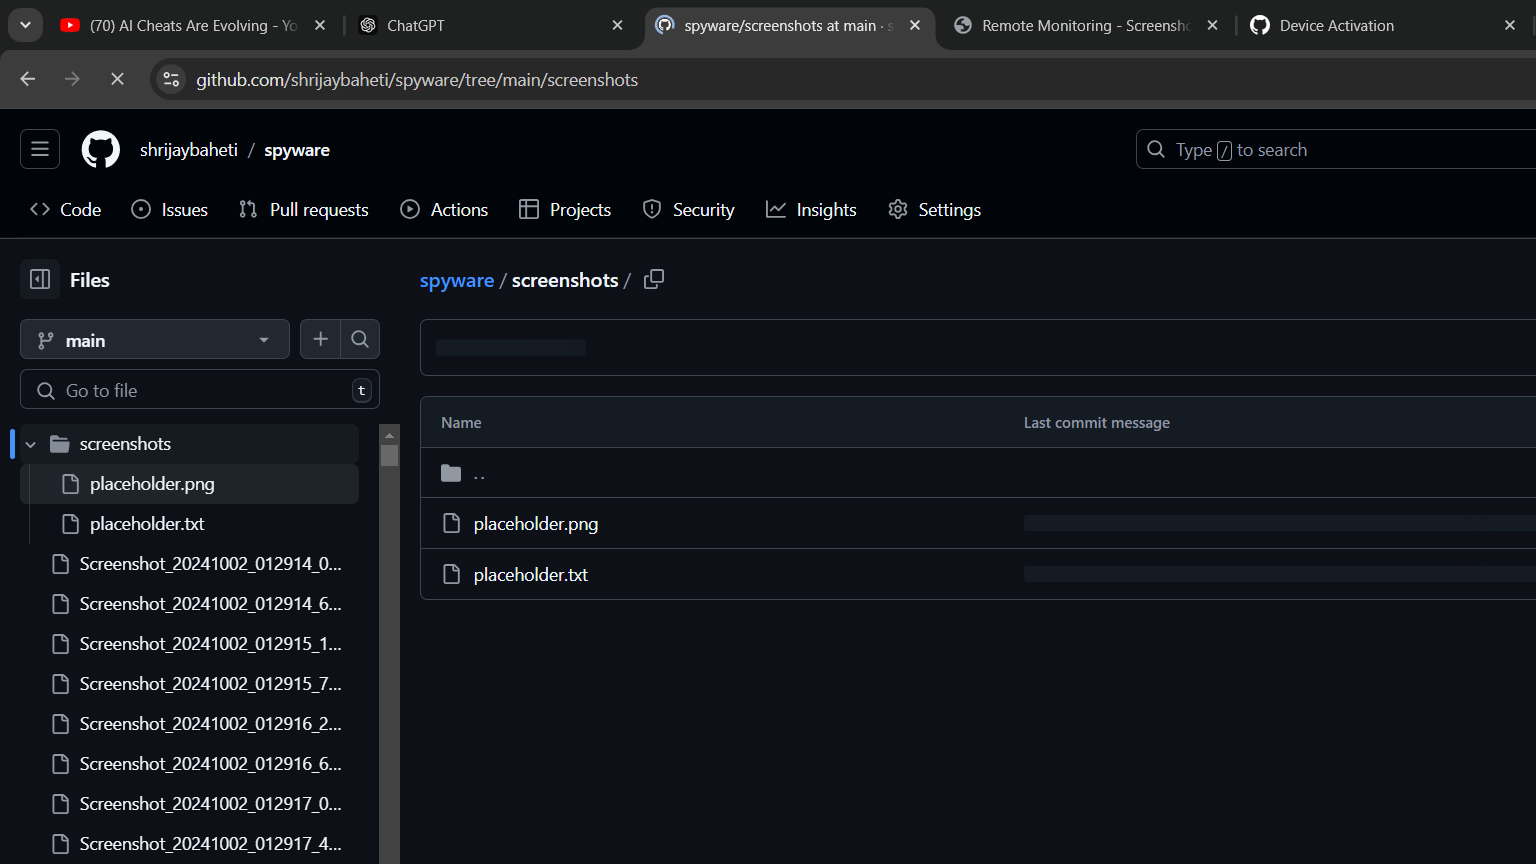 (70) AI Cheats Are Evolving - Yo
ChatGPT
spyware/screenshots at main · s
Remote Monitoring - Screensho
Device Activation
github.com/shrijaybaheti/spyware/tree/main/screenshots
shrijaybaheti / spyware
Type / to search
Code
Issues
Pull requests
Actions
Projects
Security
Insights
Settings
Files
spyware / screenshots /
main
Go to file
t
Name
Last commit message
screenshots
placeholder.png
placeholder.txt
Screenshot_20241002_012914_0...
Screenshot_20241002_012914_6...
Screenshot_20241002_012915_1...
Screenshot_20241002_012915_7...
Screenshot_20241002_012916_2...
Screenshot_20241002_012916_6...
Screenshot_20241002_012917_0...
Screenshot_20241002_012917_4...
..
placeholder.png
placeholder.txt